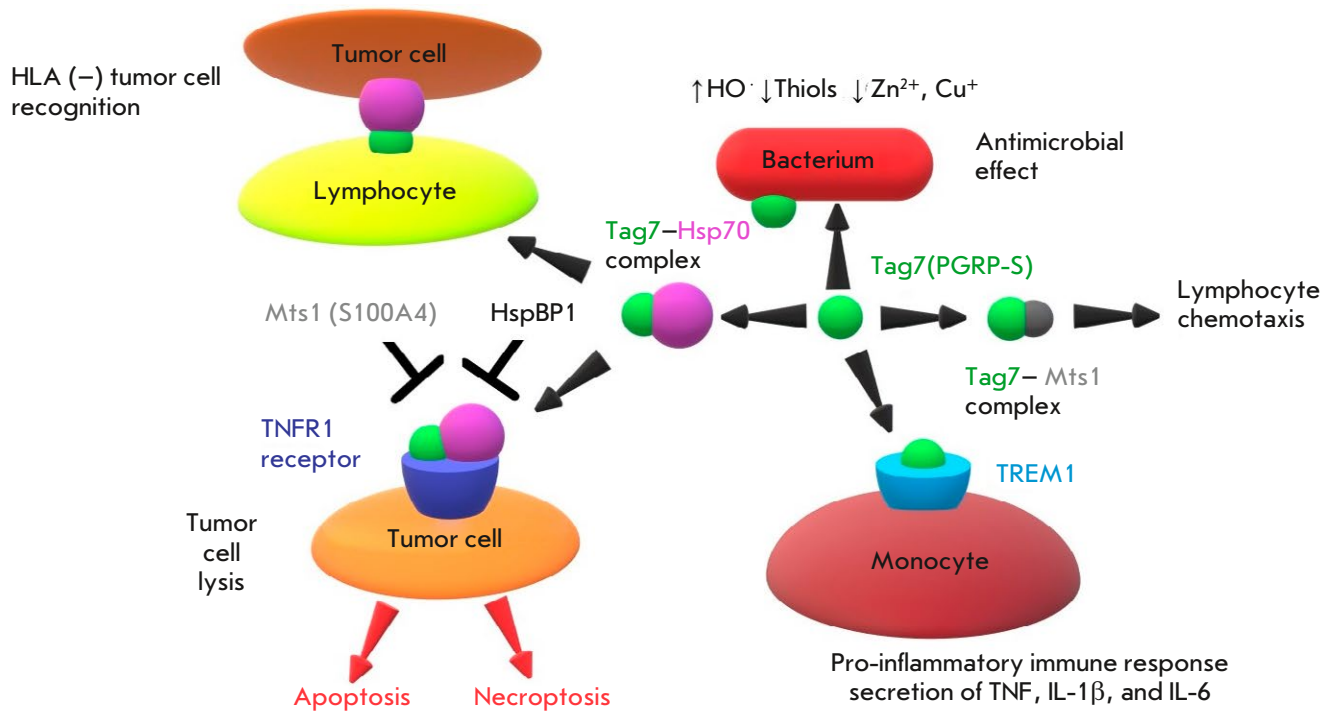 Tumor cell
HLA (–) tumor cell
recognition
Lymphocyte
↑HO· ↓Thiols ↓Zn²⁺, Cu⁺
Bacterium
Antimicrobial
effect
Tag7–Hsp70
complex
Tag7(PGRP-S)
Lymphocyte
chemotaxis
Mts1 (S100A4)
HspBP1
Tag7– Mts1
complex
TNFR1
receptor
TREM1
Tumor
cell
lysis
Tumor cell
Monocyte
Apoptosis
Necroptosis
Pro-inflammatory immune response
secretion of TNF, IL-1β, and IL-6